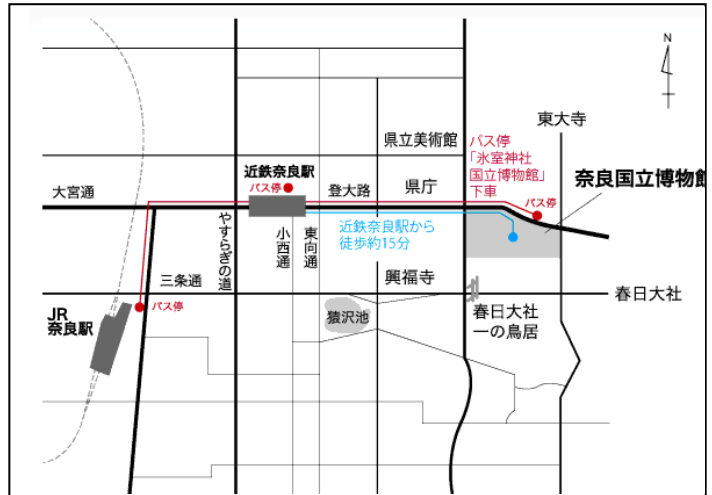 N
東大寺
県立美術館
バス停
「氷室神社
国立博物館」
下車
近鉄奈良駅
バス停
大宮通
登大路
県庁
バス停
奈良国立博物館
近鉄奈良駅から
徒歩約15分
やすらぎの道
小西通
東向通
三条通
興福寺
春日大社
バス停
JR
奈良駅
猿沢池
春日大社
一の鳥居